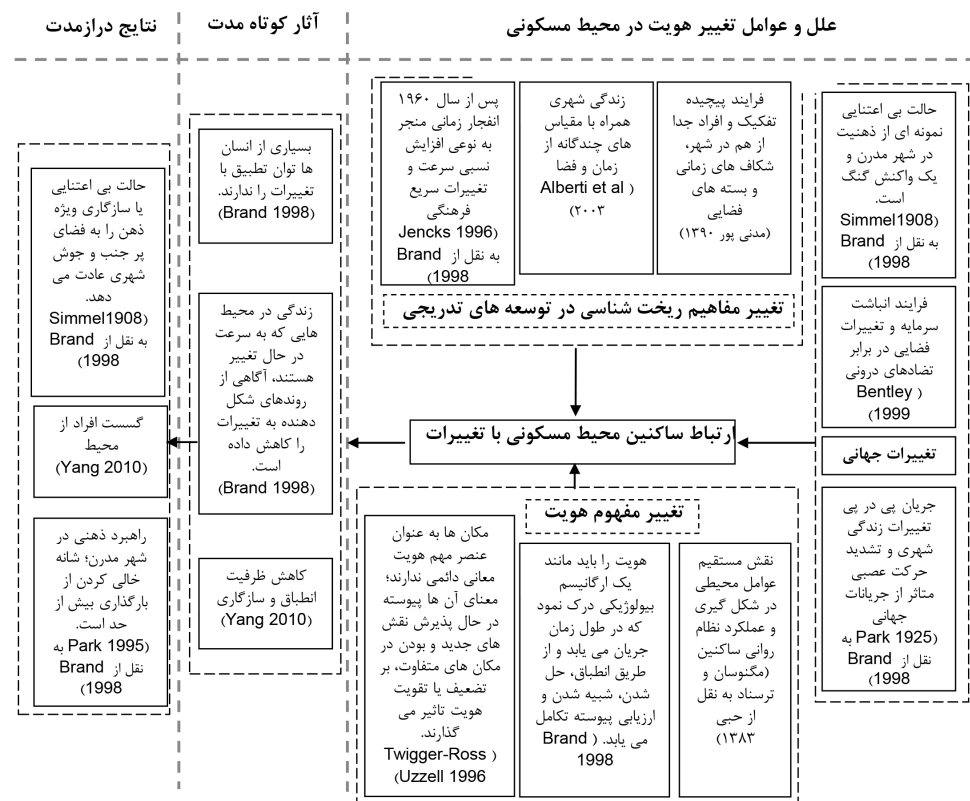 علل و عوامل تغییر هویت در محیط مسکونی
آثار کوتاه مدت
نتایج درازمدت
حالت بی اعتنایی
نمونه ای از ذهنیت
در شهر مدرن و
یک واکنش گنگ
است.
(Simmel1908
به نقل از Brand
1998)
فرایند انباشت
سرمایه و تغییرات
فضایی در برابر
تضادهای درونی
( Bentley
1999)
تغییرات جهانی
جریان پی در پی
تغییرات زندگی
شهری و تشدید
حرکت عصبی
متاثر از جریانات
جهانی
(Park 1925 به
نقل از Brand
1998)
فرایند پیچیده
تفکیک و افراد جدا
از هم در شهر،
شکاف های زمانی
و بسته های
فضایی
(مدنی پور ۱۳۹۰)
زندگی شهری
همراه با مقیاس
های چندگانه از
زمان و فضا
( Alberti et al
۲۰۰۳)
پس از سال ۱۹۶۰
انفجار زمانی منجر
به نوعی افزایش
نسبی سرعت و
تغییرات سریع
فرهنگی
(Jencks 1996
به نقل از Brand
1998)
تغییر مفاهیم ریخت شناسی در توسعه های تدریجی
ارتباط ساکنین محیط مسکونی با تغییرات
تغییر مفهوم هویت
نقش مستقیم
عوامل محیطی
در شکل گیری
و عملکرد نظام
روانی ساکنین
(مگنوسان و
ترسناد به نقل
از حبی
۱۳۸۳)
هویت را باید مانند
یک ارگانیسم
بیولوژیکی درک نمود
که در طول زمان
جریان می یابد و از
طریق انطباق، حل
شدن، شبیه شدن و
ارزیابی پیوسته تکامل
می یابد. ( Brand
1998
مکان ها به عنوان
عنصر مهم هویت
معانی دائمی ندارند؛
معنای آن ها پیوسته
در حال پذیرش نقش
های جدید و بودن در
مکان های متفاوت، بر
تضعیف یا تقویت
هویت تاثیر می
گذارند.
( Twigger-Ross
Uzzell 1996)
بسیاری از انسان
ها توان تطبیق با
تغییرات را ندارند.
(Brand 1998)
زندگی در محیط
هایی که به سرعت
در حال تغییر
هستند، آگاهی از
روندهای شکل
دهنده به تغییرات
را کاهش داده
است.
(Brand 1998)
کاهش ظرفیت
انطباق و سازگاری
(Yang 2010)
حالت بی اعتنایی
یا سازگاری ویژه
ذهن را به فضای
پر جنب و جوش
شهری عادت می
دهد.
(Simmel1908
به نقل از Brand
1998)
گسست افراد از
محیط
(Yang 2010)
راهبرد ذهنی در
شهر مدرن؛ شانه
خالی کردن از
بارگذاری بیش از
حد است.
(Park 1995 به
نقل از Brand
1998)